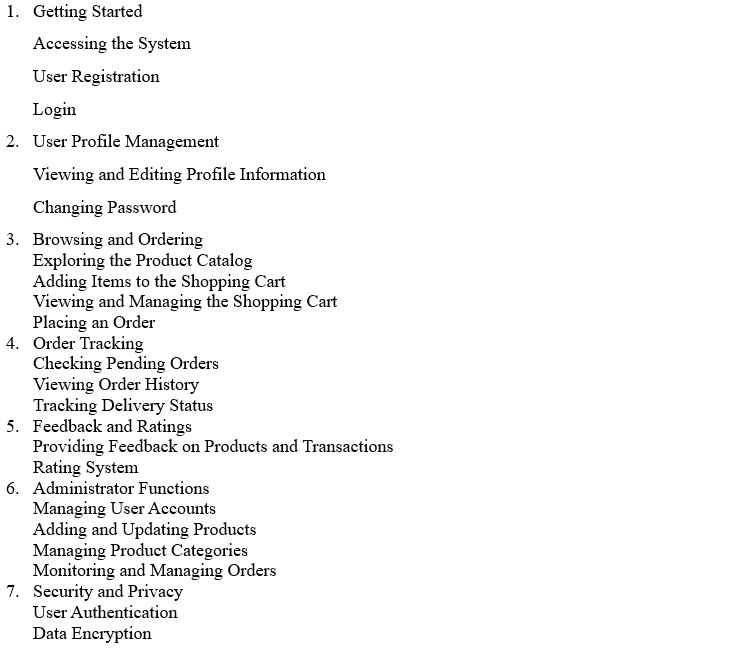 1. Getting Started
Accessing the System
User Registration
Login
2. User Profile Management
Viewing and Editing Profile Information
Changing Password
3. Browsing and Ordering
Exploring the Product Catalog
Adding Items to the Shopping Cart
Viewing and Managing the Shopping Cart
Placing an Order
4. Order Tracking
Checking Pending Orders
Viewing Order History
Tracking Delivery Status
5. Feedback and Ratings
Providing Feedback on Products and Transactions
Rating System
6. Administrator Functions
Managing User Accounts
Adding and Updating Products
Managing Product Categories
Monitoring and Managing Orders
7. Security and Privacy
User Authentication
Data Encryption